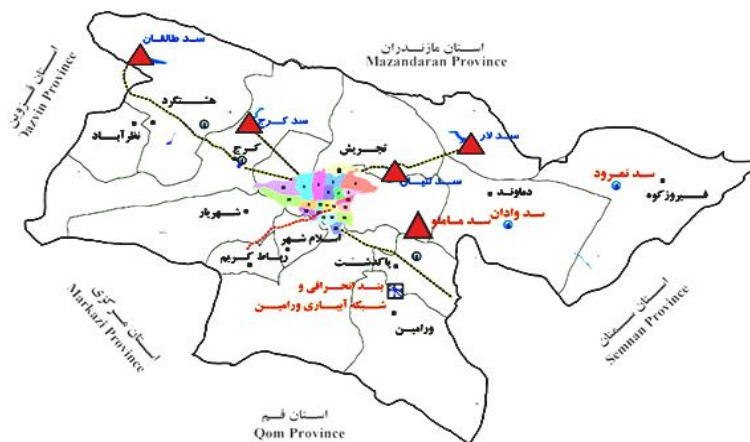 سد طالقان
استان مازندران
Mazandaran Province
استان قزوین
Qazvin Province
هشتگرد
نظرآباد
سد کرج
کرج
تجریش
سد لار
سد لتیان
دماوند
سد نمرود
فیروزکوه
سد وادان
سد ماملو
شهریار
اسلام شهر
رباط کریم
پاکدشت
بند انحرافی و
شبکه آبیاری ورامین
ورامین
استان مرکزی
Markazi Province
استان سمنان
Semnan Province
استان قم
Qom Province